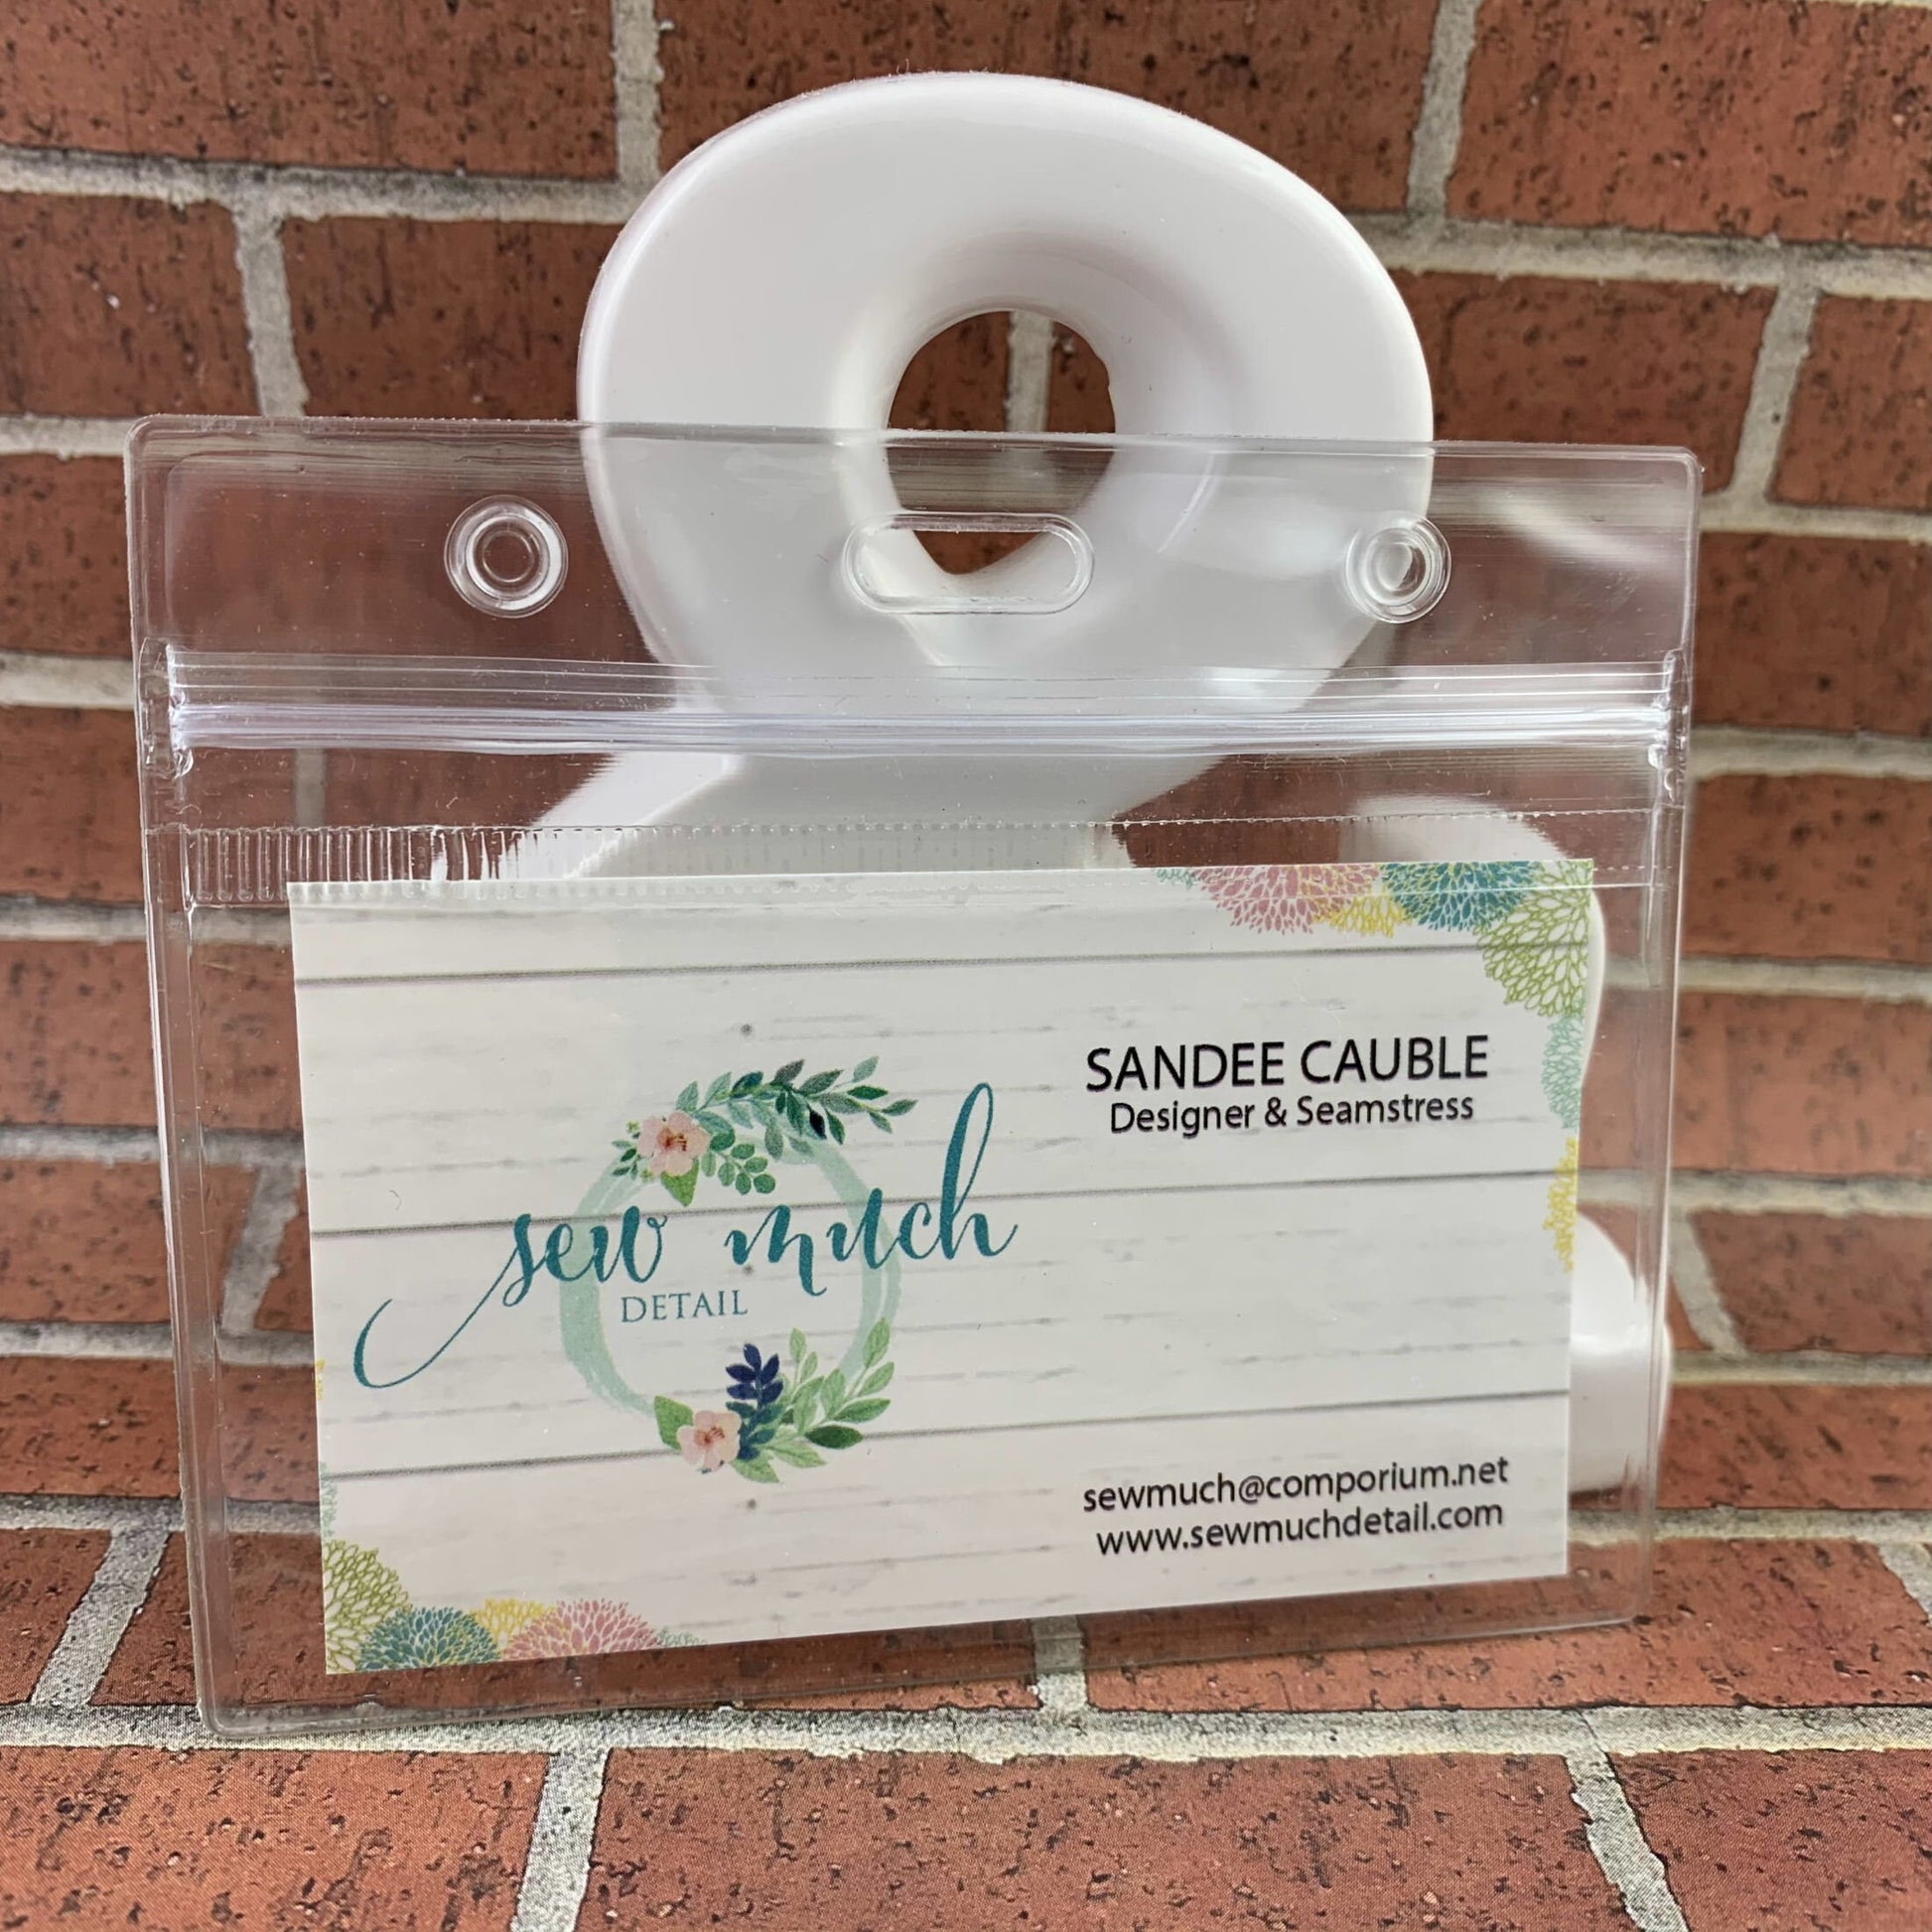 SANDEE CAUBLE
Designer & Seamstress
sew much
DETAIL
sewmuch@comporium.net
www.sewmuchdetail.com